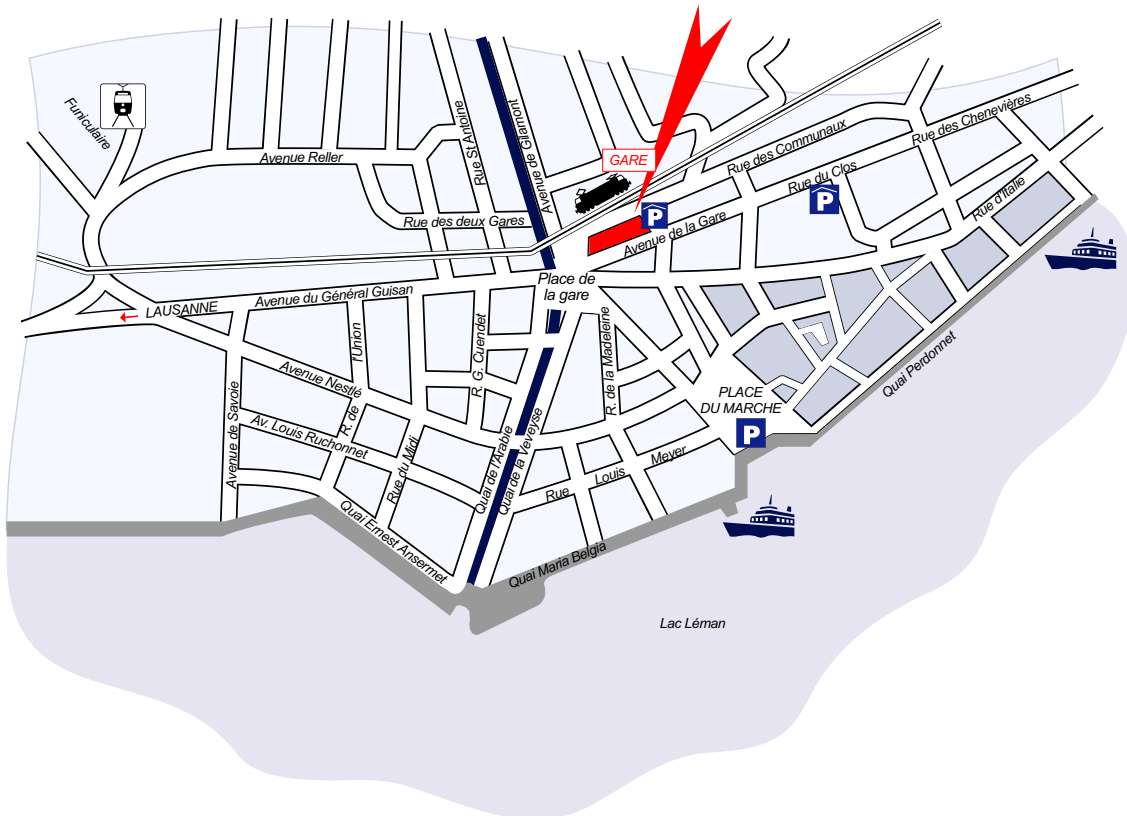 Funiculaire
Avenue Reller
Rue St Antoine
Avenue de Gilamont
GARE
P
Rue des Communaux
Rue des Chenevières
Rue du Clos
P
Rue d'Italie
Rue des deux Gares
Avenue de la Gare
Place de
la gare
Avenue du Général Guisan
← LAUSANNE
R. de
l'Union
R. G. Cuendet
R. de la Madeleine
Avenue Nestlé
Avenue de Savoie
Av. Louis Ruchonnet
Rue du Midi
Quai de l'Arabie
Quai de la Veveyse
PLACE
DU MARCHE
P
Quai Perdonnet
Rue Louis Meyer
Quai Ernest Ansermet
Quai Maria Belgia
Lac Léman